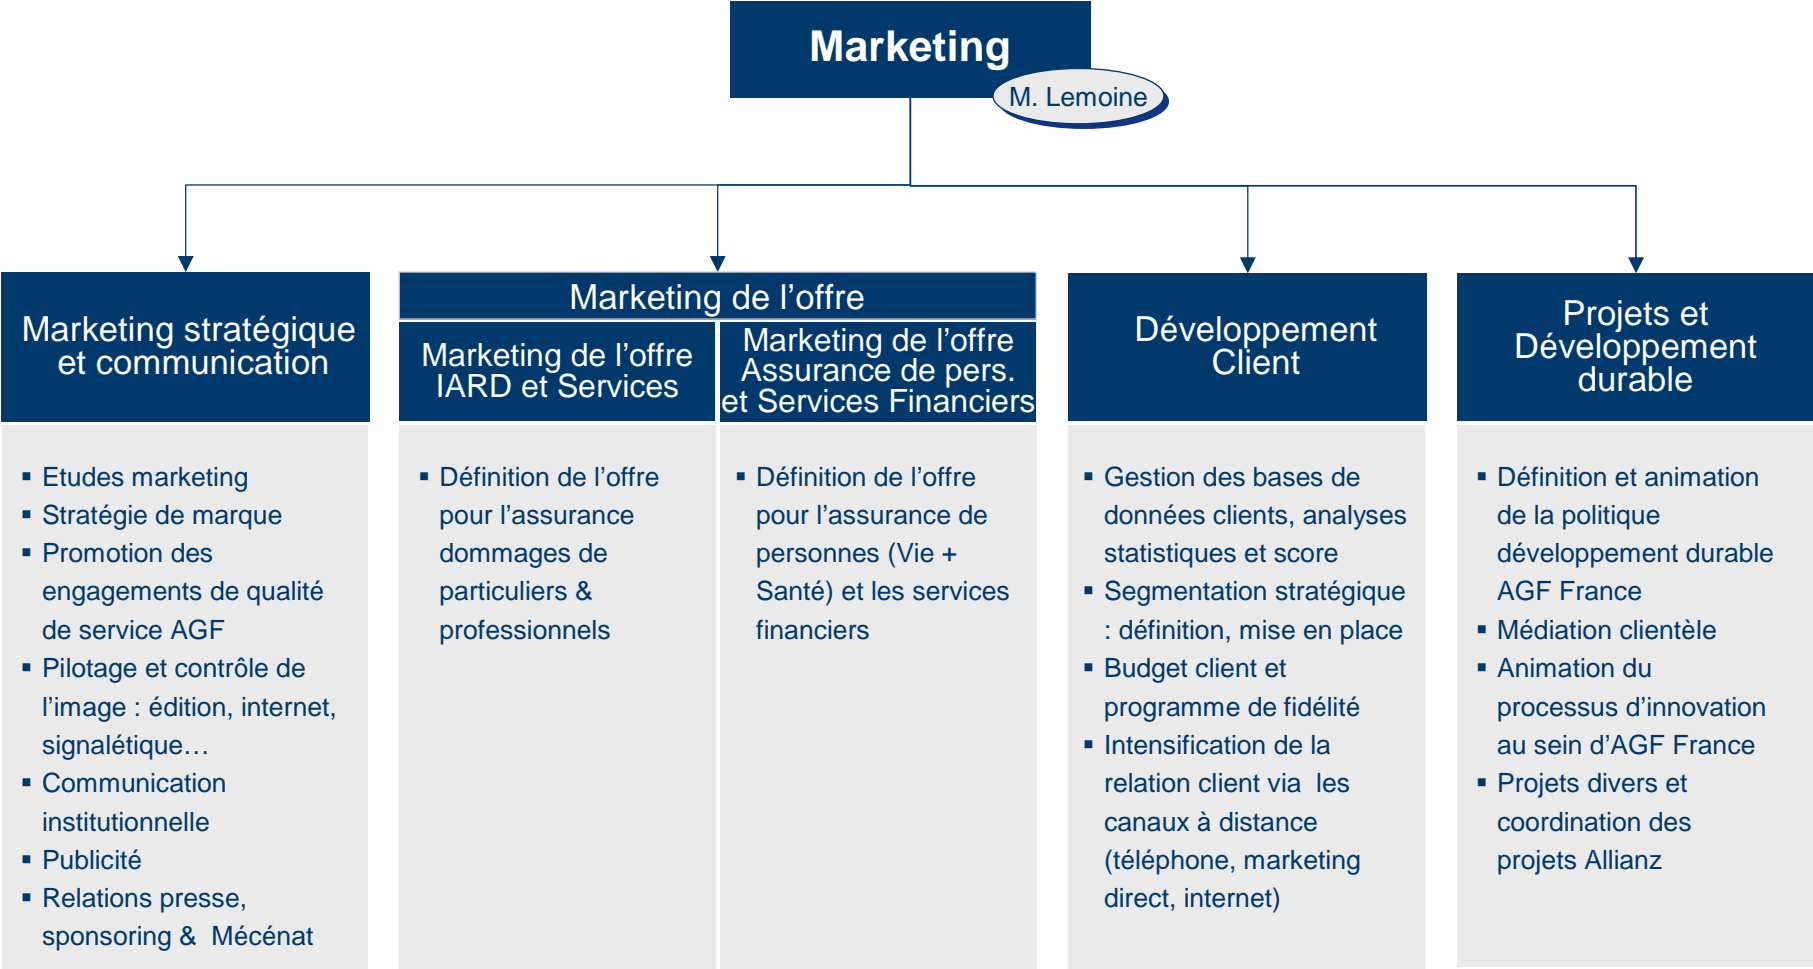 Marketing
M. Lemoine
Marketing stratégique
et communication
Marketing de l’offre
Marketing de l’offre
IARD et Services
Marketing de l’offre
Assurance de pers.
et Services Financiers
Développement
Client
Projets et
Développement
durable
▪ Etudes marketing
▪ Stratégie de marque
▪ Promotion des
engagements de qualité
de service AGF
▪ Pilotage et contrôle de
l’image : édition, internet,
signalétique…
▪ Communication
institutionnelle
▪ Publicité
▪ Relations presse,
sponsoring & Mécénat
▪ Définition de l’offre
pour l’assurance
dommages de
particuliers &
professionnels
▪ Définition de l’offre
pour l’assurance de
personnes (Vie +
Santé) et les services
financiers
▪ Gestion des bases de
données clients, analyses
statistiques et score
▪ Segmentation stratégique
: définition, mise en place
▪ Budget client et
programme de fidélité
▪ Intensification de la
relation client via les
canaux à distance
(téléphone, marketing
direct, internet)
▪ Définition et animation
de la politique
développement durable
AGF France
▪ Médiation clientèle
▪ Animation du
processus d’innovation
au sein d’AGF France
▪ Projets divers et
coordination des
projets Allianz